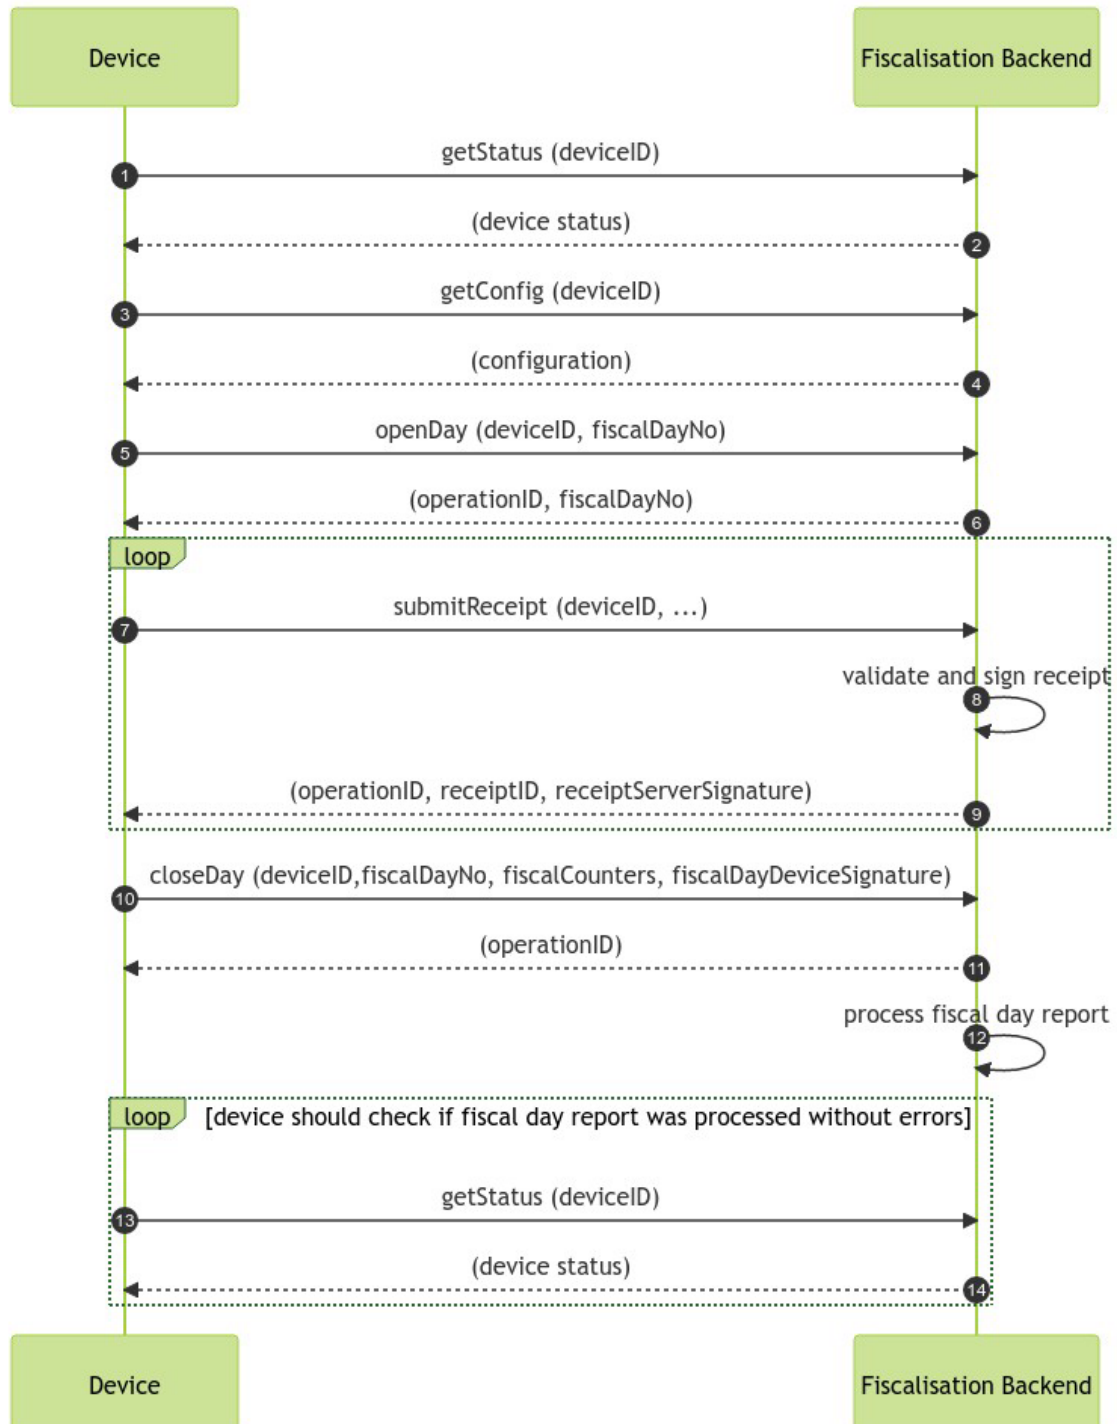 Device
Fiscalisation Backend
getStatus (deviceID)
1
(device status)
2
getConfig (deviceID)
3
(configuration)
4
openDay (deviceID, fiscalDayNo)
5
(operationID, fiscalDayNo)
6
loop
submitReceipt (deviceID, ...)
7
validate and sign receipt
8
(operationID, receiptID, receiptServerSignature)
9
closeDay (deviceID,fiscalDayNo, fiscalCounters, fiscalDayDeviceSignature)
10
(operationID)
11
process fiscal day report
12
loop [device should check if fiscal day report was processed without errors]
getStatus (deviceID)
13
(device status)
14
Device
Fiscalisation Backend